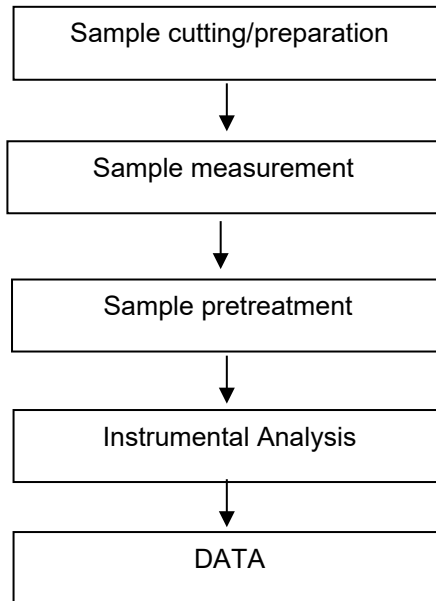 Sample cutting/preparation
Sample measurement
Sample pretreatment
Instrumental Analysis
DATA